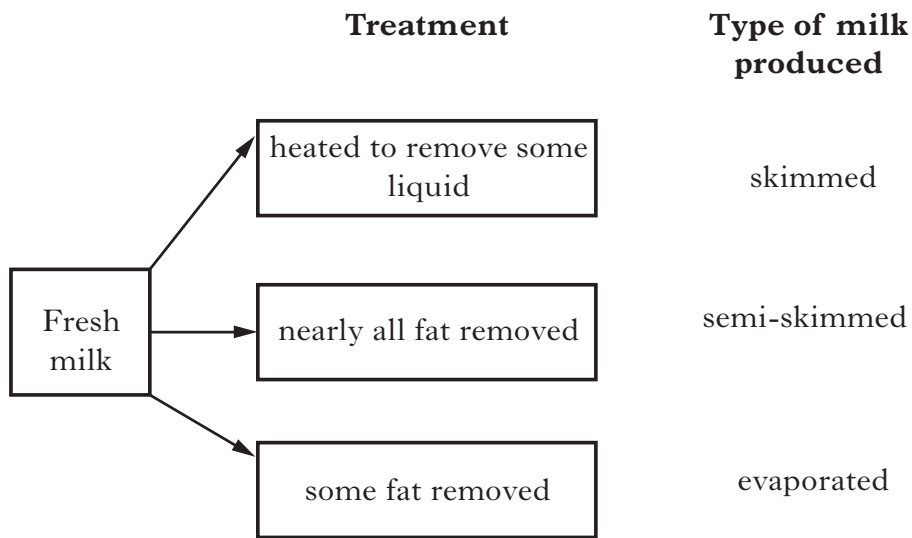 Treatment
Type of milk
produced
heated to remove some
liquid
skimmed
Fresh
milk
nearly all fat removed
semi-skimmed
some fat removed
evaporated